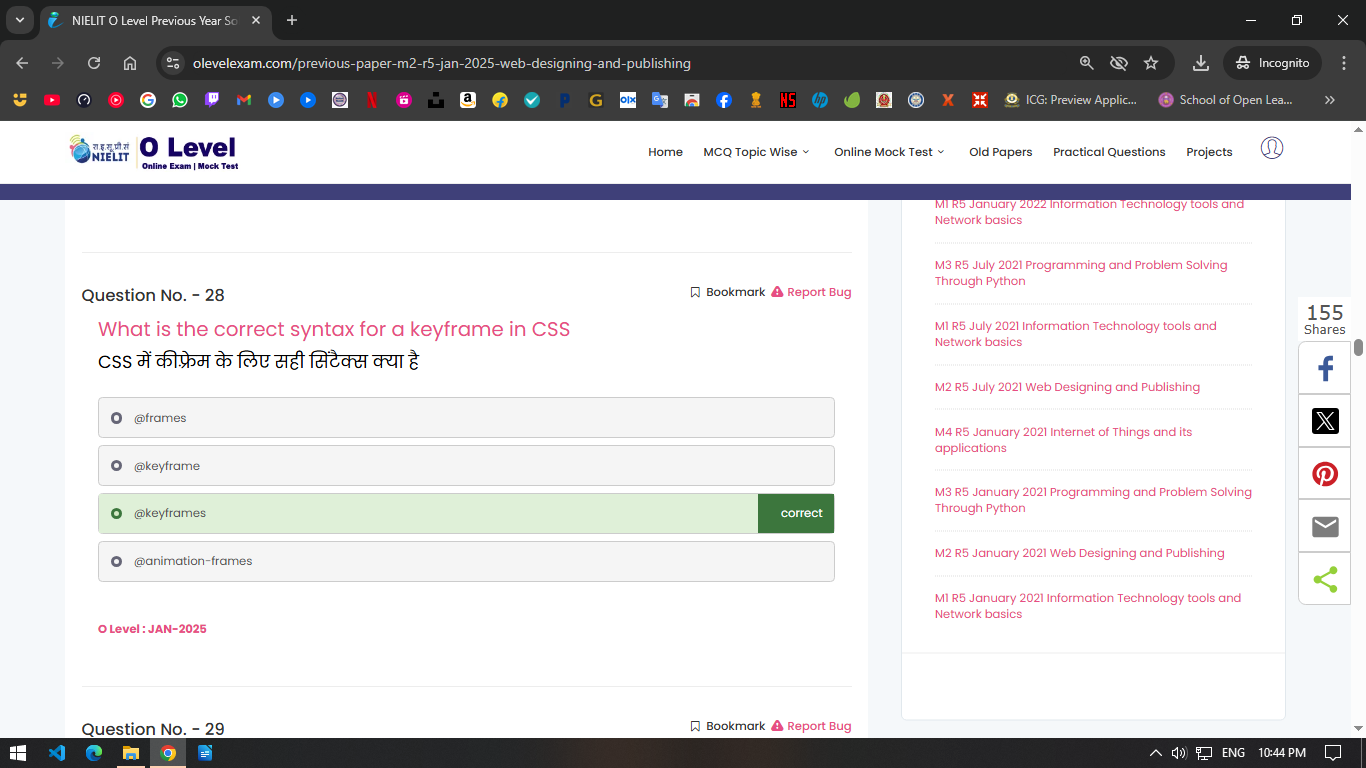 NIELIT O Level Previous Year So
olevelexam.com/previous-paper-m2-r5-jan-2025-web-designing-and-publishing
Incognito
ICG: Preview Applic...
School of Open Lea...
NIELIT
O Level
Online Exam | Mock Test
Home
MCQ Topic Wise
Online Mock Test
Old Papers
Practical Questions
Projects
Question No. - 28
Bookmark
Report Bug
What is the correct syntax for a keyframe in CSS
CSS में कीफ़्रेम के लिए सही सिंटैक्स क्या है
@frames
@keyframe
@keyframes
correct
@animation-frames
O Level : JAN-2025
Question No. - 29
Bookmark
Report Bug
M1 R5 January 2022 Information Technology tools and
Network basics
M3 R5 July 2021 Programming and Problem Solving
Through Python
M1 R5 July 2021 Information Technology tools and
Network basics
M2 R5 July 2021 Web Designing and Publishing
M4 R5 January 2021 Internet of Things and its
applications
M3 R5 January 2021 Programming and Problem Solving
Through Python
M2 R5 January 2021 Web Designing and Publishing
M1 R5 January 2021 Information Technology tools and
Network basics
155
Shares
ENG
10:44 PM